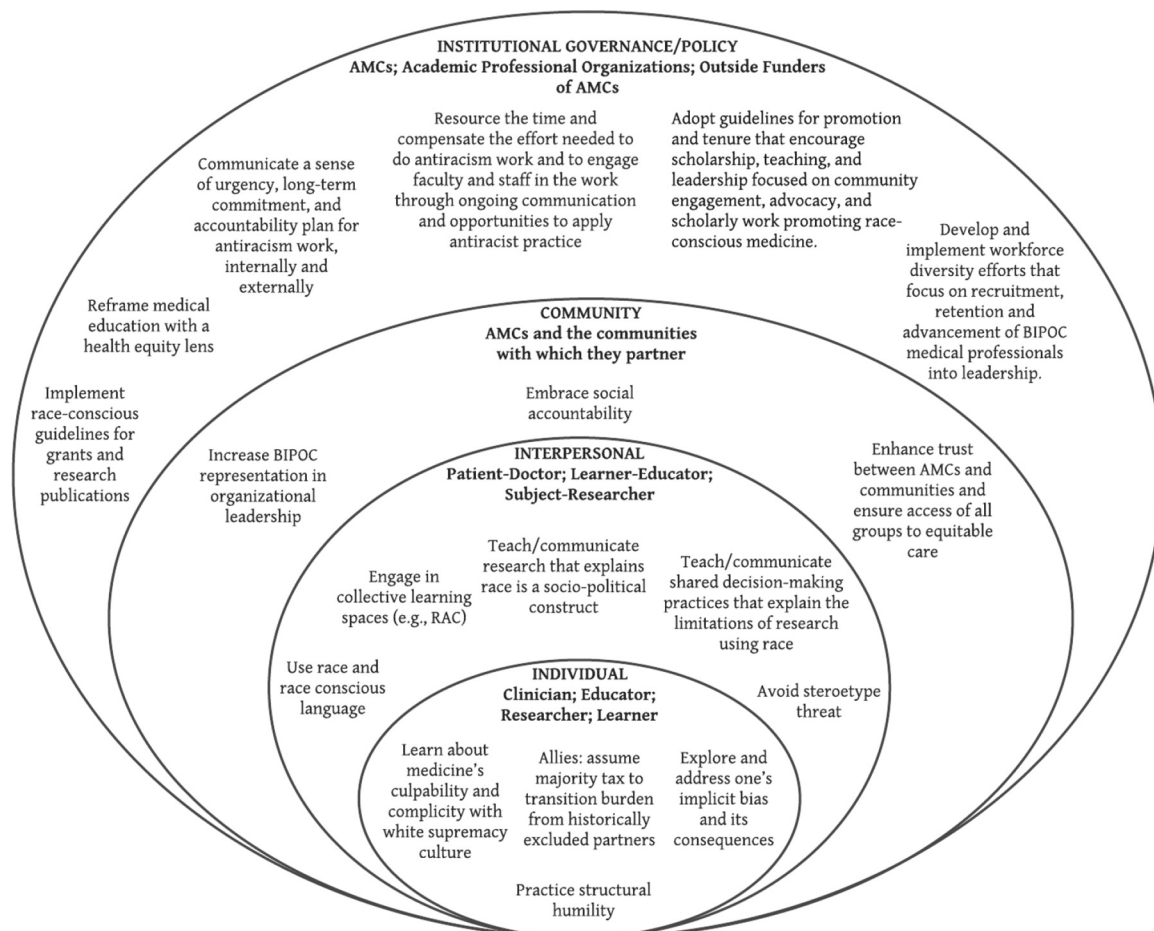 INSTITUTIONAL GOVERNANCE/POLICY
AMCs; Academic Professional Organizations; Outside Funders
of AMCs
Communicate a sense
of urgency, long-term
commitment, and
accountability plan for
antiracism work,
internally and
externally
Resource the time and
compensate the effort needed to
do antiracism work and to engage
faculty and staff in the work
through ongoing communication
and opportunities to apply
antiracist practice
Adopt guidelines for promotion
and tenure that encourage
scholarship, teaching, and
leadership focused on community
engagement, advocacy, and
scholarly work promoting race-
conscious medicine.
Develop and
implement workforce
diversity efforts that
focus on recruitment,
retention and
advancement of BIPOC
medical professionals
into leadership.
Reframe medical
education with a
health equity lens
Implement
race-conscious
guidelines for
grants and
research
publications
COMMUNITY
AMCs and the communities
with which they partner
Embrace social
accountability
Increase BIPOC
representation in
organizational
leadership
Enhance trust
between AMCs and
communities and
ensure access of all
groups to equitable
care
INTERPERSONAL
Patient-Doctor; Learner-Educator;
Subject-Researcher
Engage in
collective learning
spaces (e.g., RAC)
Teach/communicate
research that explains
race is a socio-political
construct
Teach/communicate
shared decision-making
practices that explain the
limitations of research
using race
Use race and
race conscious
language
Avoid steroetype
threat
INDIVIDUAL
Clinician; Educator;
Researcher; Learner
Learn about
medicine's
culpability and
complicity with
white supremacy
culture
Allies: assume
majority tax to
transition burden
from historically
excluded partners
Explore and
address one's
implicit bias
and its
consequences
Practice structural
humility